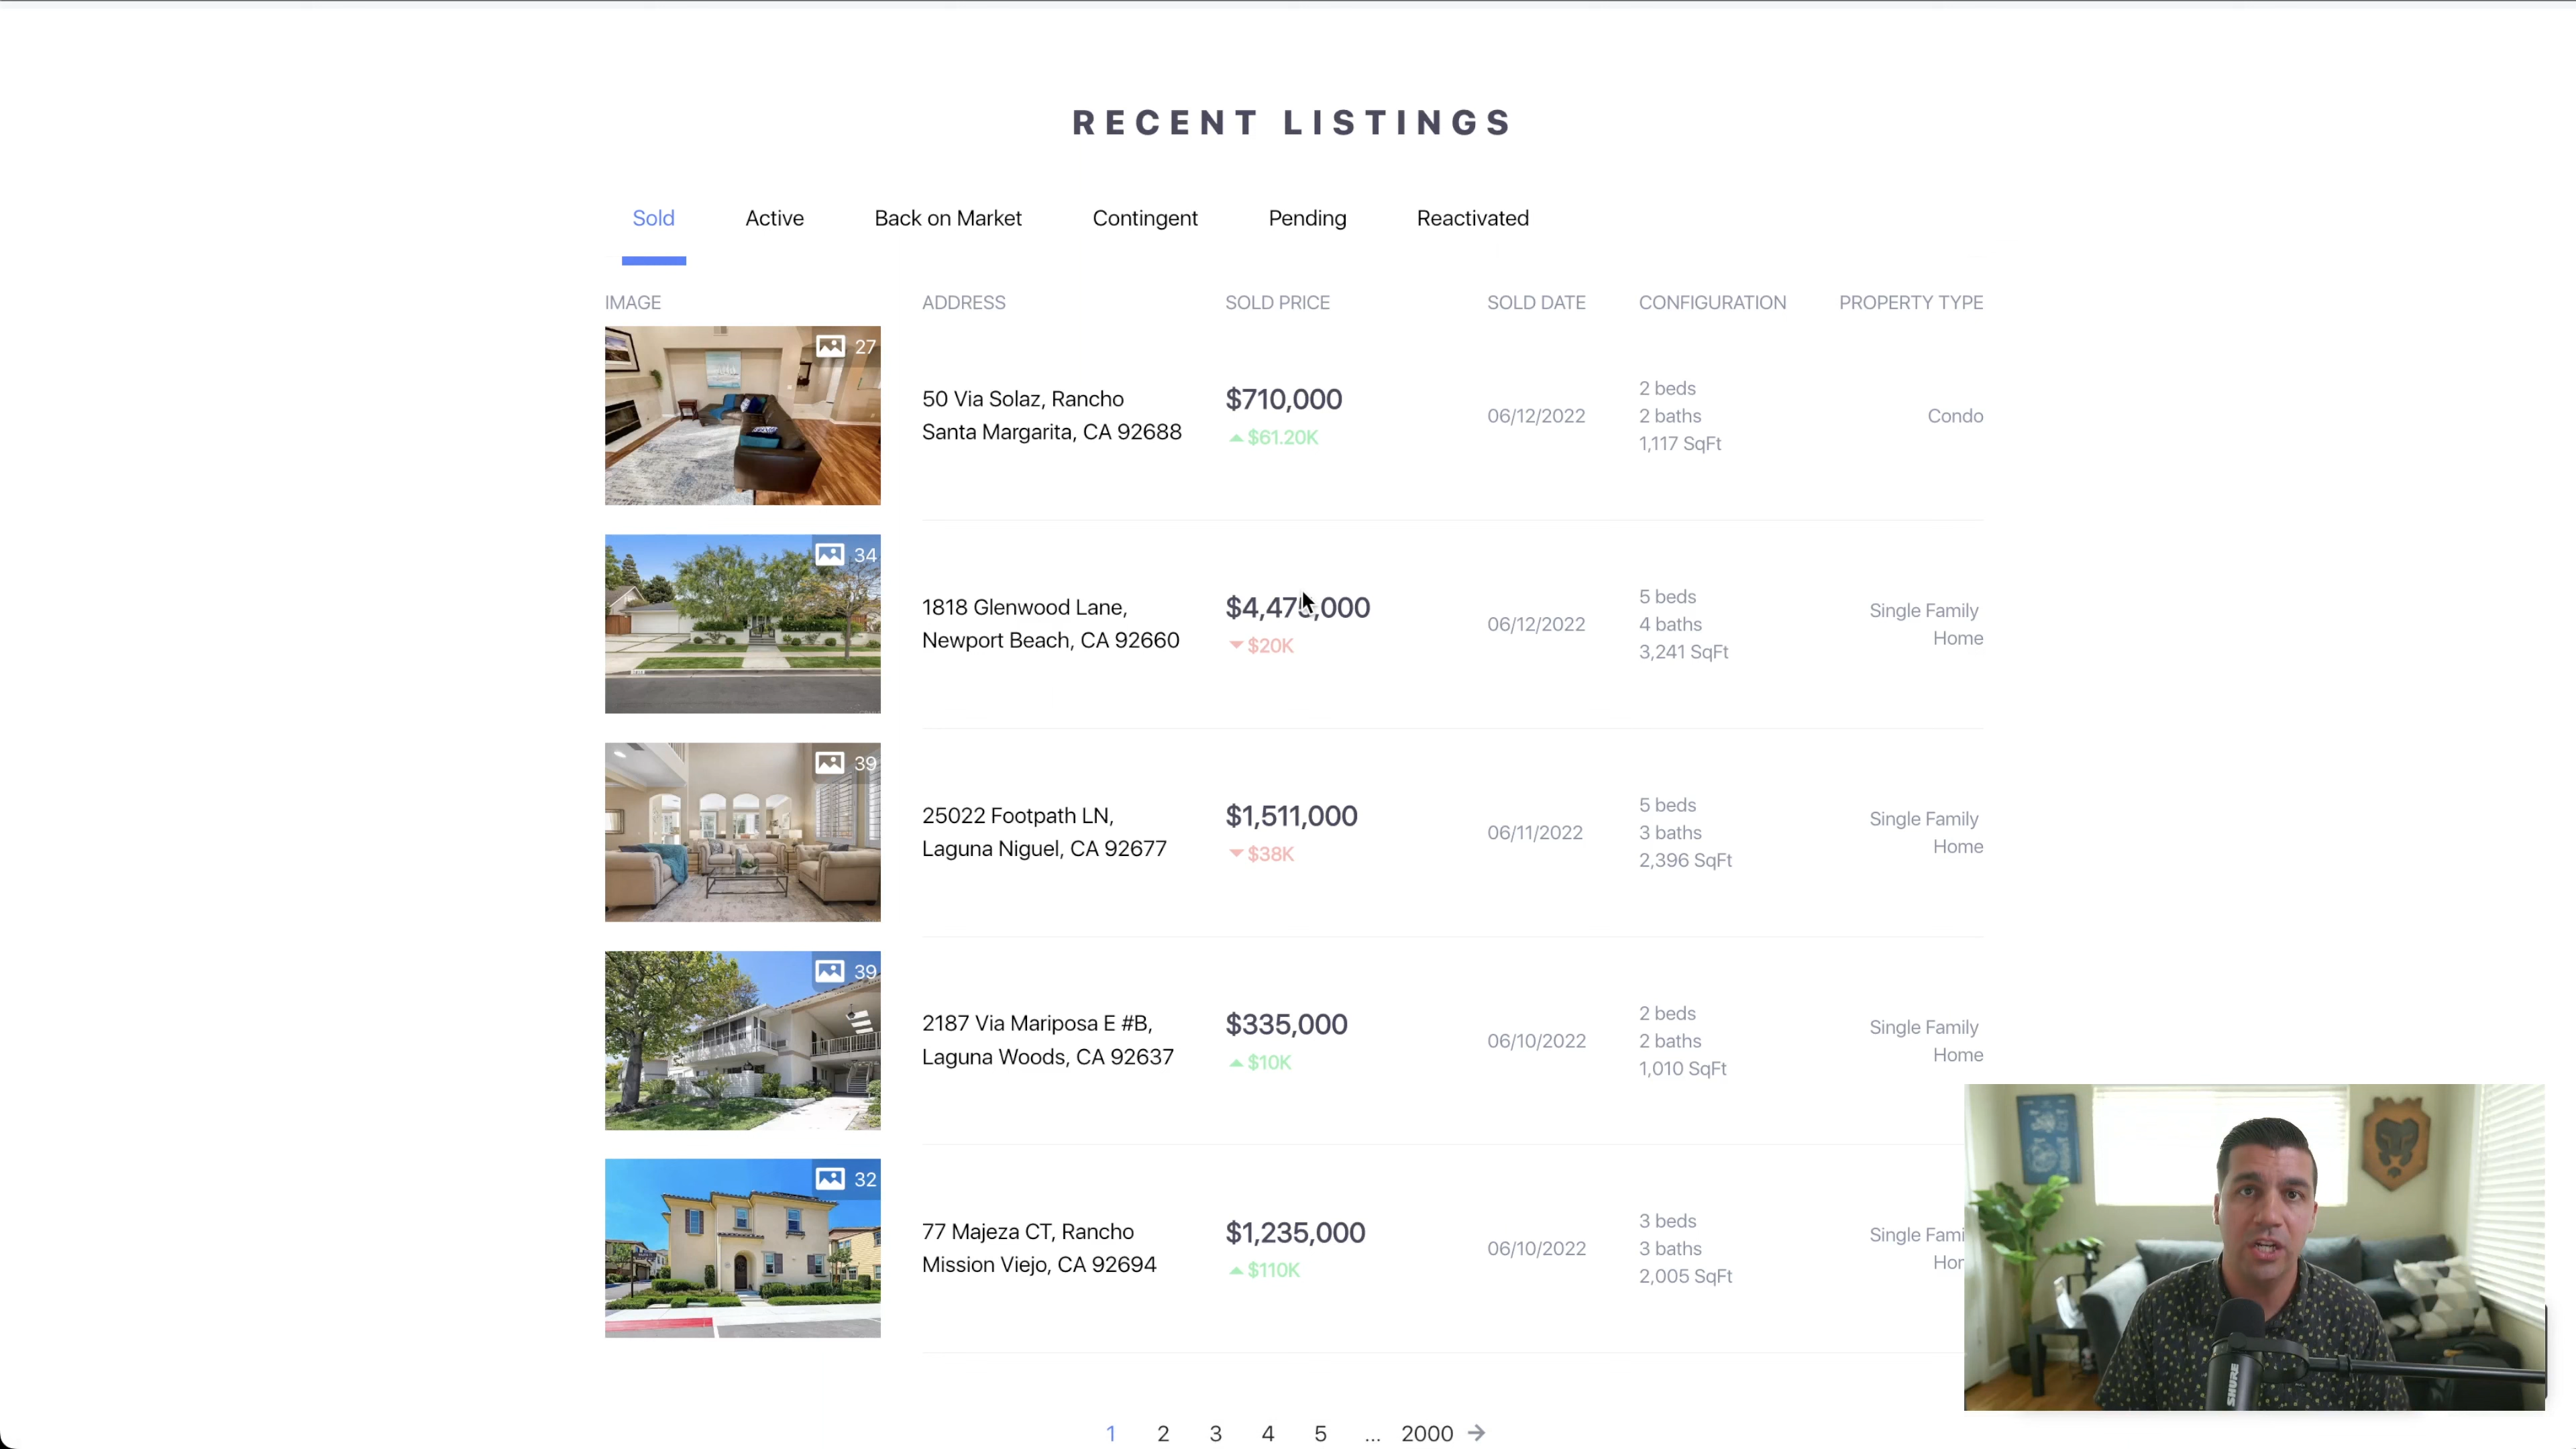 RECENT LISTINGS
Sold Active Back on Market Contingent Pending Reactivated
IMAGE ADDRESS SOLD PRICE SOLD DATE CONFIGURATION PROPERTY TYPE
27
50 Via Solaz, Rancho
Santa Margarita, CA 92688
$710,000
$61.20K
06/12/2022
2 beds
2 baths
1,117 SqFt
Condo
34
1818 Glenwood Lane,
Newport Beach, CA 92660
$4,475,000
$20K
06/12/2022
5 beds
4 baths
3,241 SqFt
Single Family
Home
39
25022 Footpath LN,
Laguna Niguel, CA 92677
$1,511,000
$38K
06/11/2022
5 beds
3 baths
2,396 SqFt
Single Family
Home
39
2187 Via Mariposa E #B,
Laguna Woods, CA 92637
$335,000
$10K
06/10/2022
2 beds
2 baths
1,010 SqFt
Single Family
Home
32
77 Majeza CT, Rancho
Mission Viejo, CA 92694
$1,235,000
$110K
06/10/2022
3 beds
3 baths
2,005 SqFt
Single Fami
Hor
SHURE
1 2 3 4 5 ... 2000